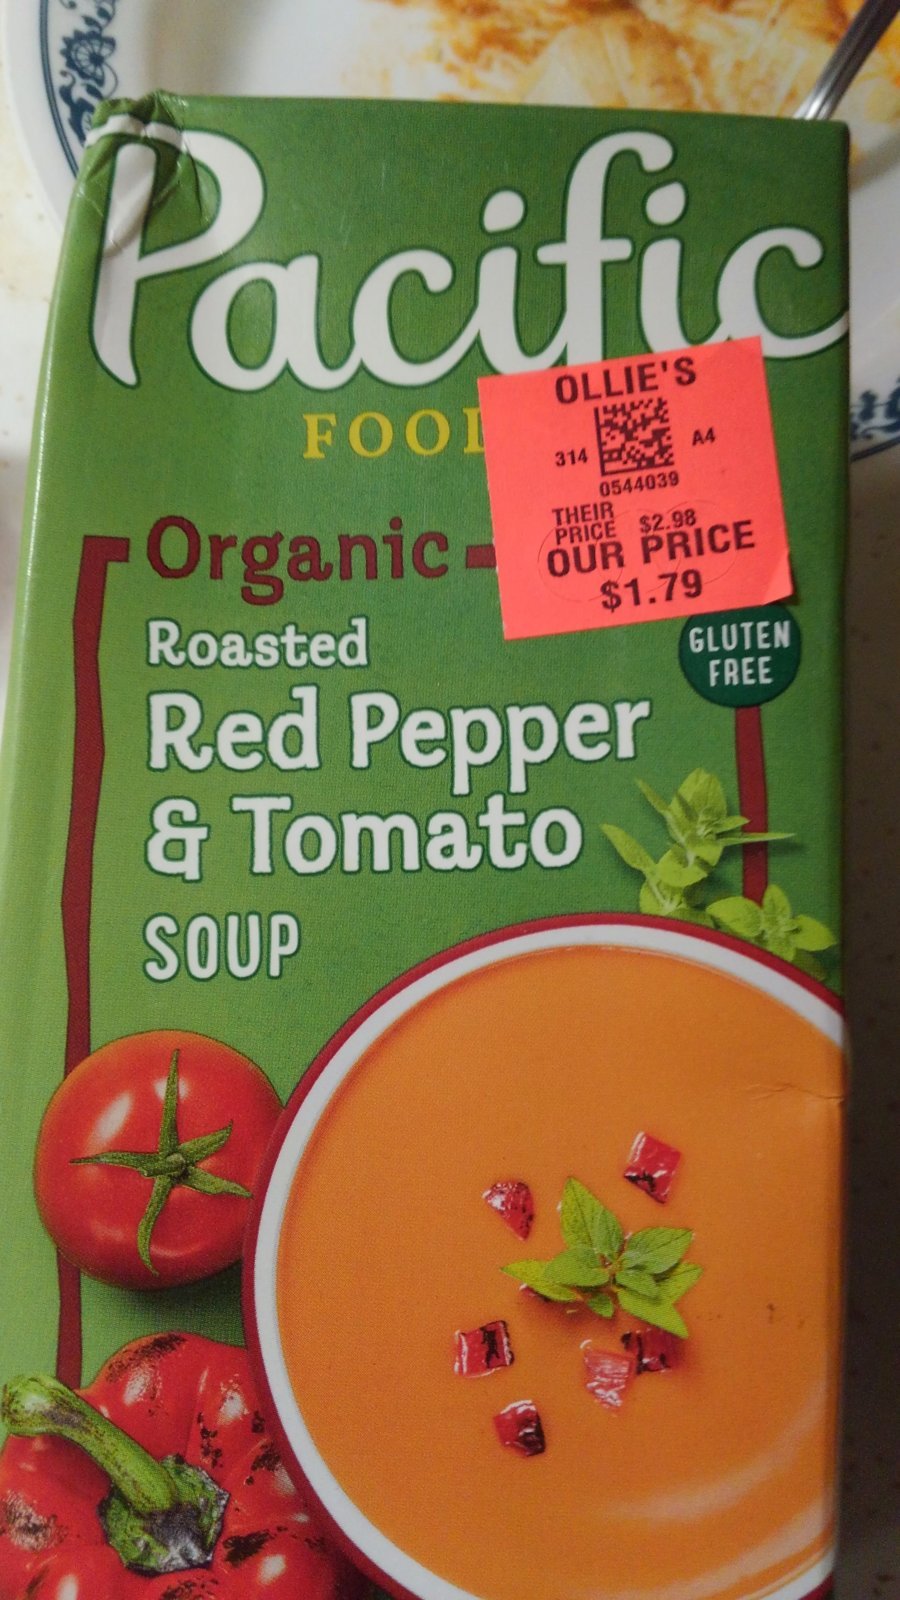 Pacific
FOOD
OLLIE'S
314 A4
0544039
THEIR
PRICE $2.98
OUR PRICE
$1.79
Organic
Roasted
Red Pepper
& Tomato
SOUP
GLUTEN
FREE